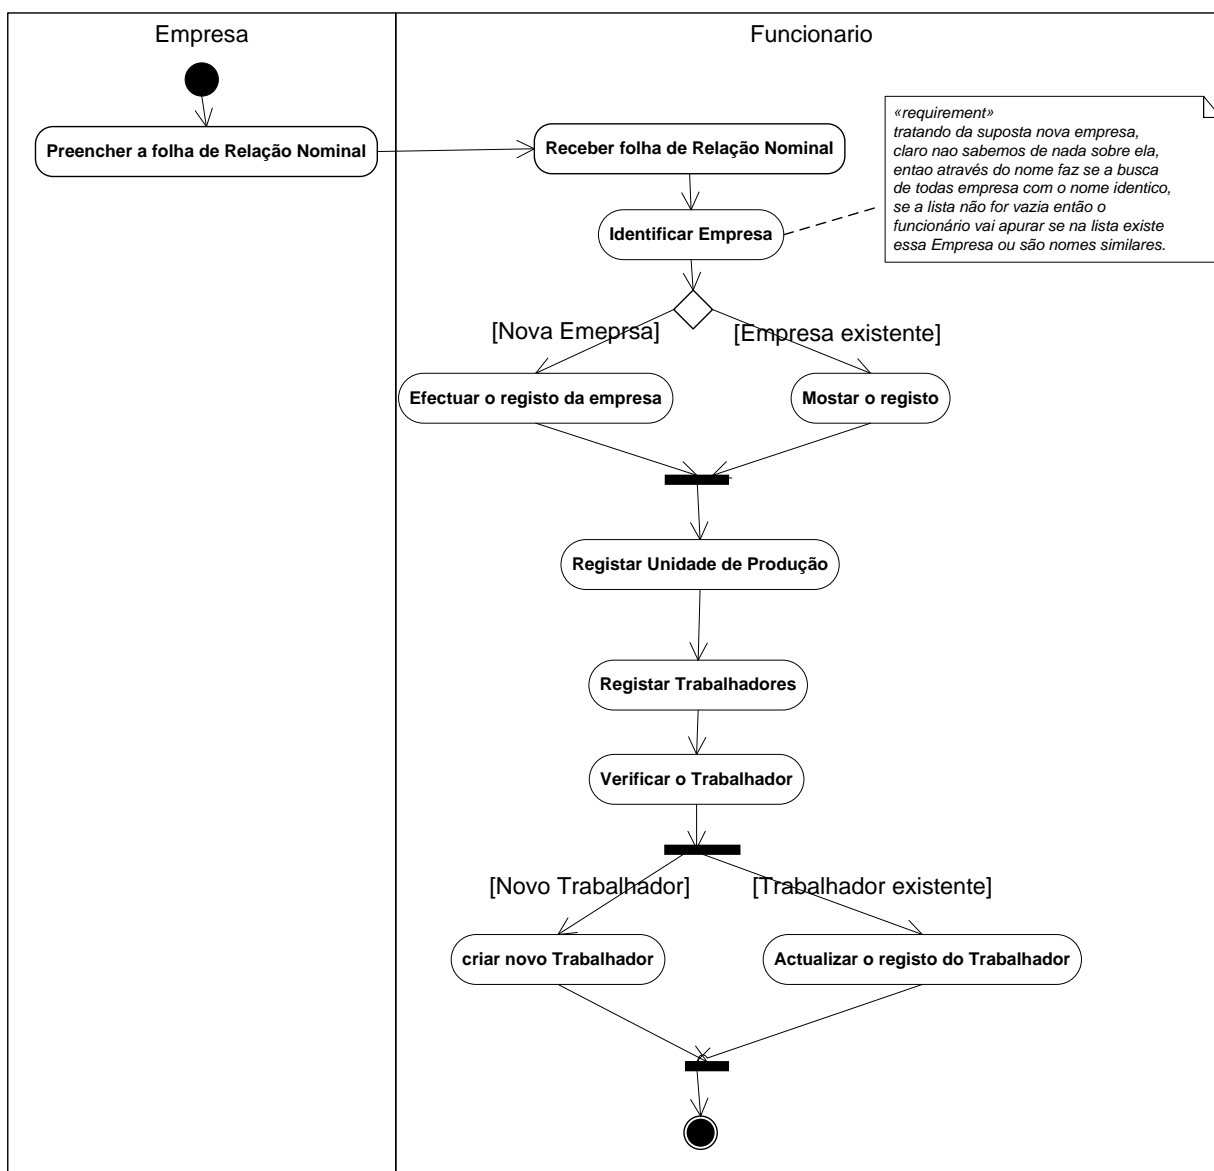 Empresa
Funcionario
Preencher a folha de Relação Nominal
Receber folha de Relação Nominal
«requirement»
tratando da suposta nova empresa,
claro nao sabemos de nada sobre ela,
entao através do nome faz se a busca
de todas empresa com o nome identico,
se a lista não for vazia então o
funcionário vai apurar se na lista existe
essa Empresa ou são nomes similares.
Identificar Empresa
[Nova Emeprsa]
[Empresa existente]
Efectuar o registo da empresa
Mostar o registo
Registar Unidade de Produção
Registar Trabalhadores
Verificar o Trabalhador
[Novo Trabalhador]
[Trabalhador existente]
criar novo Trabalhador
Actualizar o registo do Trabalhador